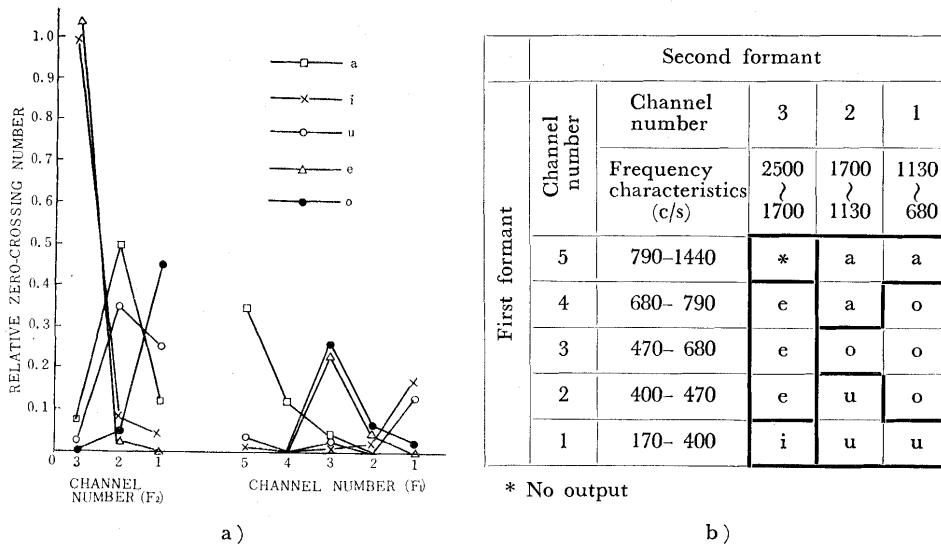 RELATIVE ZERO-CROSSING NUMBER
1.0
0.9
0.8
0.7
0.6
0.5
0.4
0.3
0.2
0.1
0
a
i
u
e
o
3 2 1
CHANNEL
NUMBER (F2)
5 4 3 2 1
CHANNEL NUMBER (F1)
a)
Second formant
First formant
Channel number
Channel number 3 2 1
Frequency characteristics (c/s) 2500 ~ 1700 1700 ~ 1130 1130 ~ 680
5 790-1440 * a a
4 680- 790 e a o
3 470- 680 e o o
2 400- 470 e u o
1 170- 400 i u u
* No output
b)